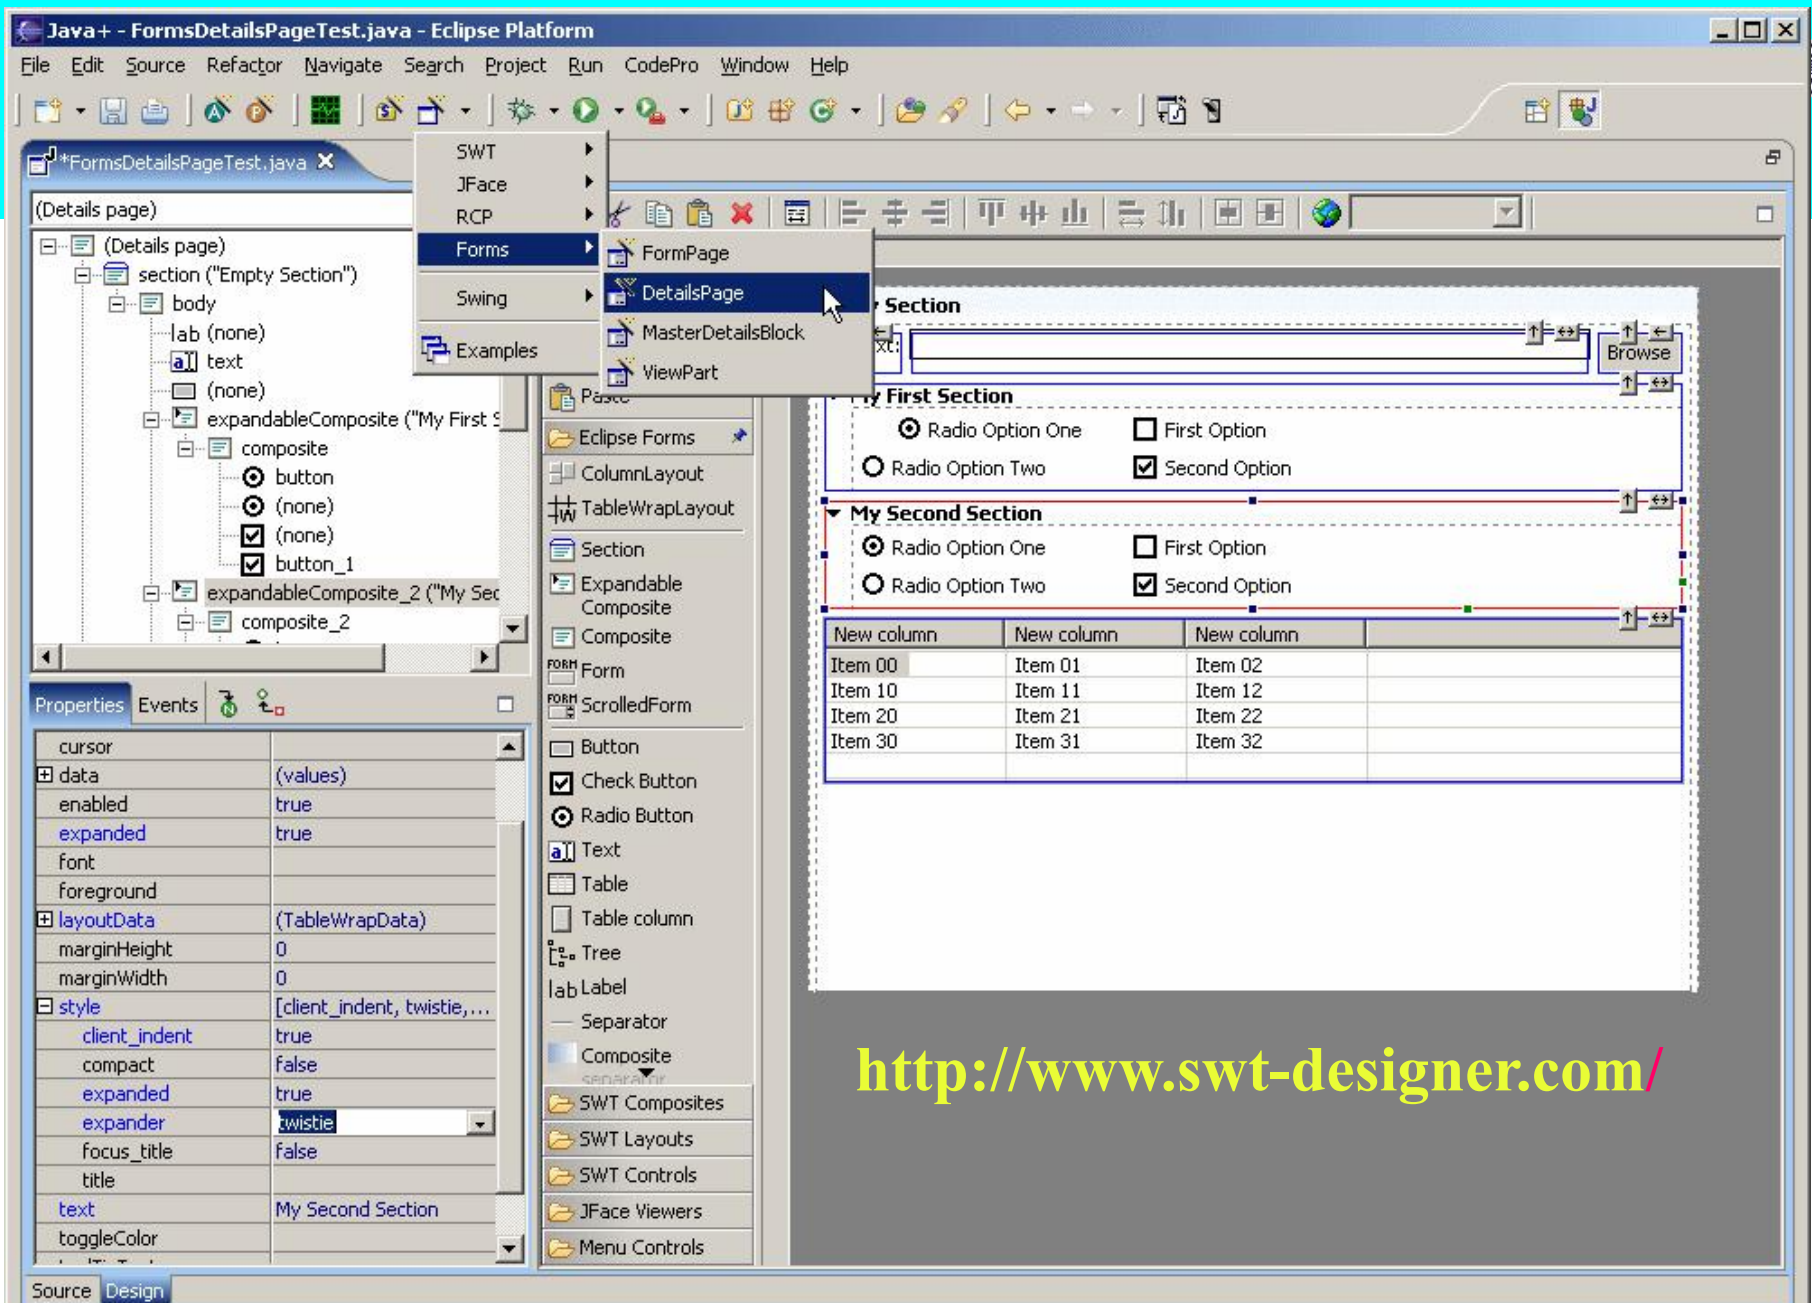 Java+ - FormsDetailsPageTest.java - Eclipse Platform
File Edit Source Refactor Navigate Search Project Run CodePro Window Help
*FormsDetailsPageTest.java
(Details page)
(Details page)
section ("Empty Section")
body
lab (none)
text
(none)
expandableComposite ("My First S
composite
button
(none)
(none)
button_1
expandableComposite_2 ("My Sec
composite_2
SWT
JFace
RCP
Forms
Swing
Examples
FormPage
DetailsPage
MasterDetailsBlock
ViewPart
Properties Events
cursor
data (values)
enabled true
expanded true
font
foreground
layoutData (TableWrapData)
marginHeight 0
marginWidth 0
style [client_indent, twistie,...
client_indent true
compact false
expanded true
expander twistie
focus_title false
title
text My Second Section
toggleColor
Source Design
Paste
Eclipse Forms
ColumnLayout
TableWrapLayout
Section
Expandable
Composite
Composite
FORM Form
FORM ScrolledForm
Button
Check Button
Radio Button
Text
Table
Table column
Tree
lab Label
Separator
Composite
separator
SWT Composites
SWT Layouts
SWT Controls
JFace Viewers
Menu Controls
Section
xt:
Browse
y First Section
Radio Option One First Option
Radio Option Two Second Option
My Second Section
Radio Option One First Option
Radio Option Two Second Option
New column New column New column
Item 00 Item 01 Item 02
Item 10 Item 11 Item 12
Item 20 Item 21 Item 22
Item 30 Item 31 Item 32
http://www.swt-designer.com/